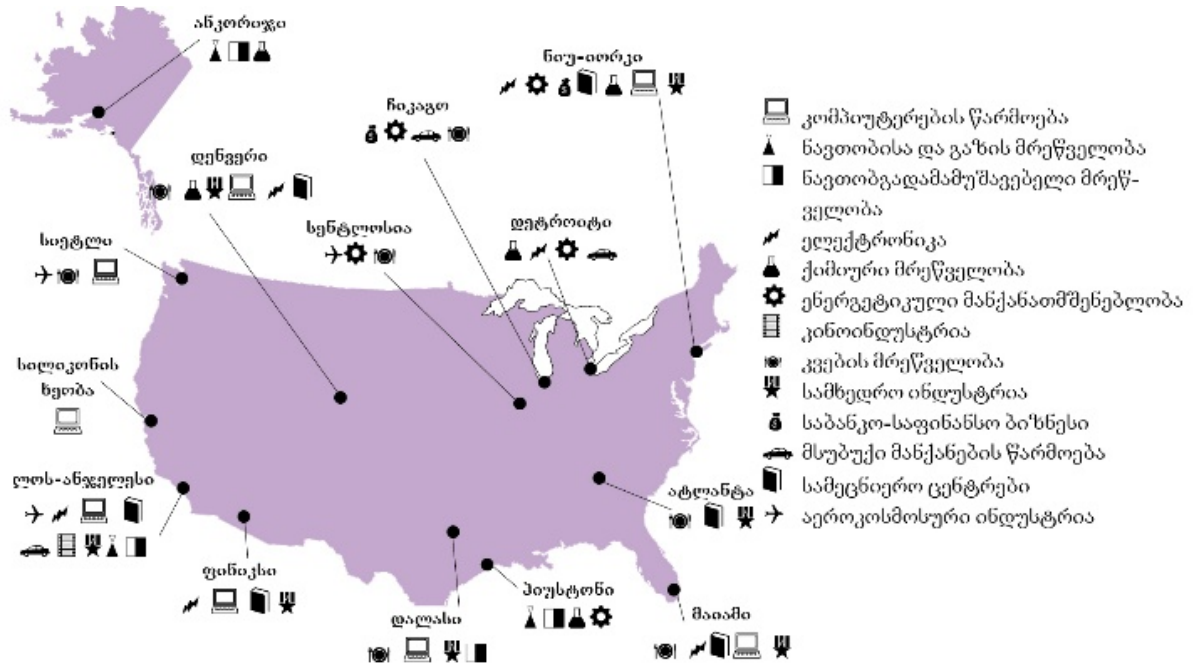 ანკორიჯი
ნიუ-იორკი
ჩიკაგო
დენვერი
სენტლოსია
დეტროიტი
სიეტლი
სილიკონის
ხეობა
ლოს-ანჯელესი
ფინიქსი
დალასი
ჰიუსტონი
ატლანტა
მაიამი
კომპიუტერების წარმოება
ნავთობისა და გაზის მრეწველობა
ნავთობგადამამუშავებელი მრეწ-
ველობა
ელექტრონიკა
ქიმიური მრეწველობა
ენერგეტიკული მანქანათმშენებლობა
კინოინდუსტრია
კვების მრეწველობა
სამხედრო ინდუსტრია
საბანკო-საფინანსო ბიზნესი
მსუბუქი მანქანების წარმოება
სამეცნიერო ცენტრები
აეროკოსმოსური ინდუსტრია